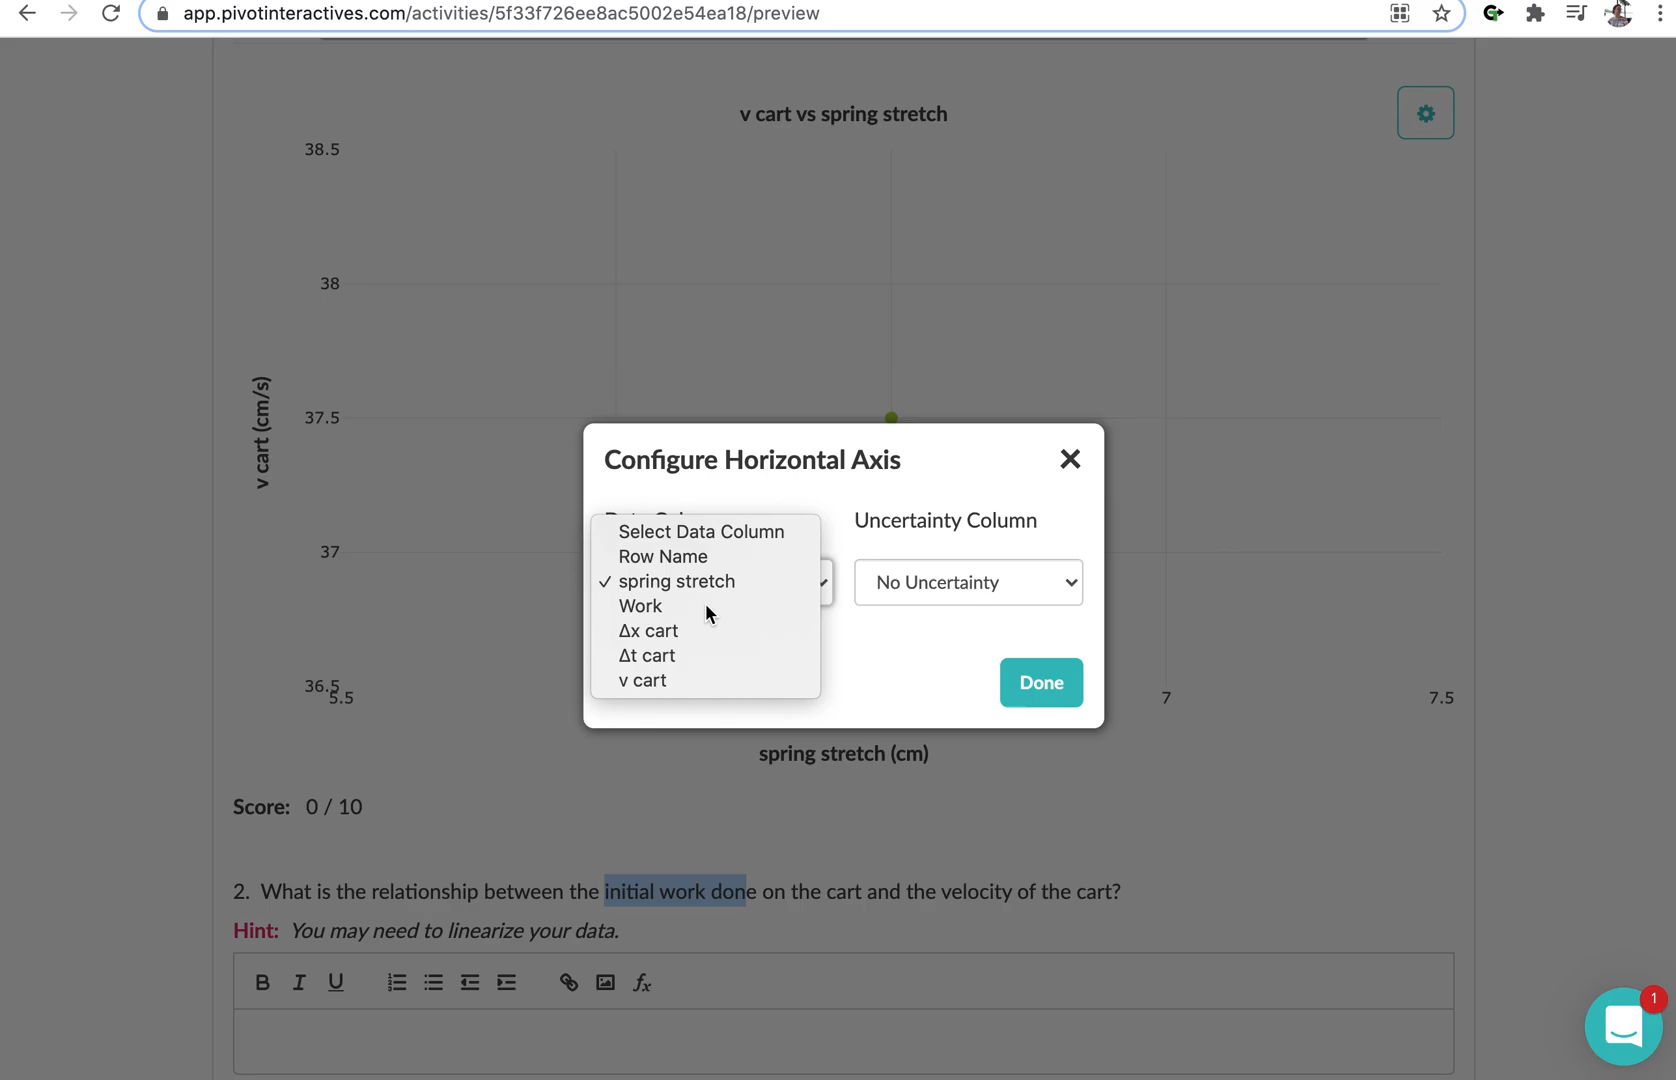 app.pivotinteractives.com/activities/5f33f726ee8ac5002e54ea18/preview
v cart vs spring stretch
38.5
38
37.5
37
36.5
v cart (cm/s)
Configure Horizontal Axis
Uncertainty Column
Select Data Column
Row Name
✓ spring stretch
Work
Δx cart
Δt cart
v cart
No Uncertainty
Done
5.5
7
7.5
spring stretch (cm)
Score: 0 / 10
2. What is the relationship between the initial work done on the cart and the velocity of the cart?
Hint: You may need to linearize your data.
B I U fx
1